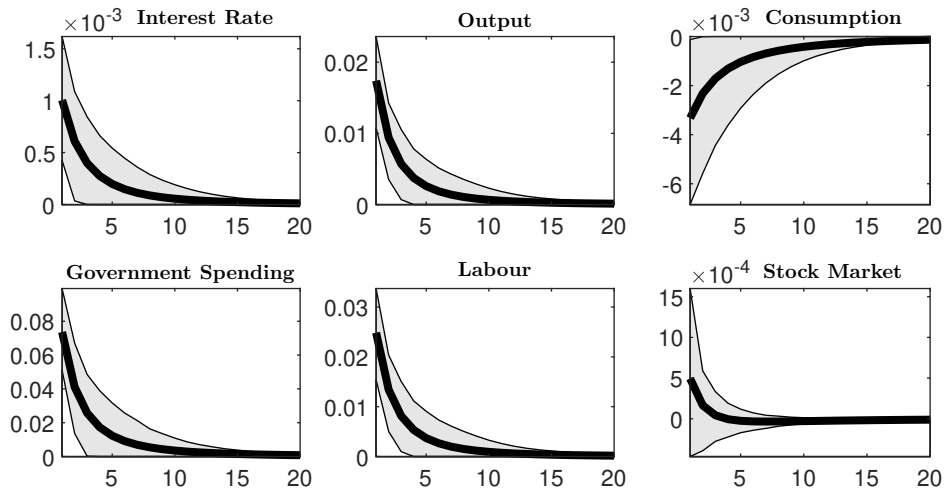 ×10⁻³ Interest Rate
1.5
1
0.5
0
5 10 15 20
Output
0.02
0.01
0
5 10 15 20
×10⁻³ Consumption
0
-2
-4
-6
5 10 15 20
Government Spending
0.08
0.06
0.04
0.02
0
5 10 15 20
Labour
0.03
0.02
0.01
0
5 10 15 20
×10⁻⁴ Stock Market
15
10
5
0
5 10 15 20